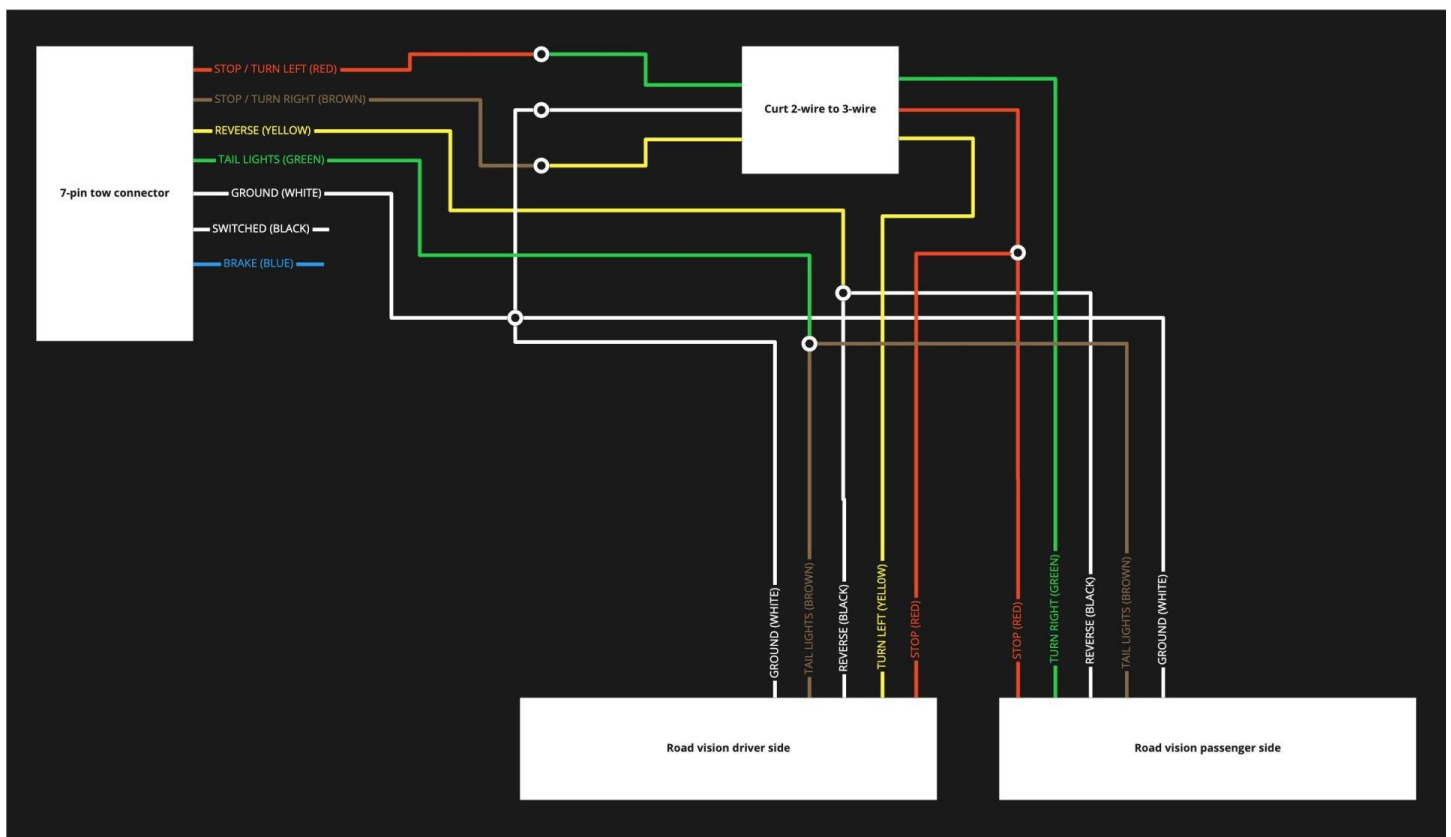 STOP / TURN LEFT (RED)
STOP / TURN RIGHT (BROWN)
REVERSE (YELLOW)
TAIL LIGHTS (GREEN)
GROUND (WHITE)
SWITCHED (BLACK)
BRAKE (BLUE)
7-pin tow connector
Curt 2-wire to 3-wire
GROUND (WHITE)
TAIL LIGHTS (BROWN)
REVERSE (BLACK)
TURN LEFT (YELL0W)
STOP (RED)
STOP (RED)
TURN RIGHT (GREEN)
REVERSE (BLACK)
TAIL LIGHTS (BROWN)
GROUND (WHITE)
Road vision driver side
Road vision passenger side